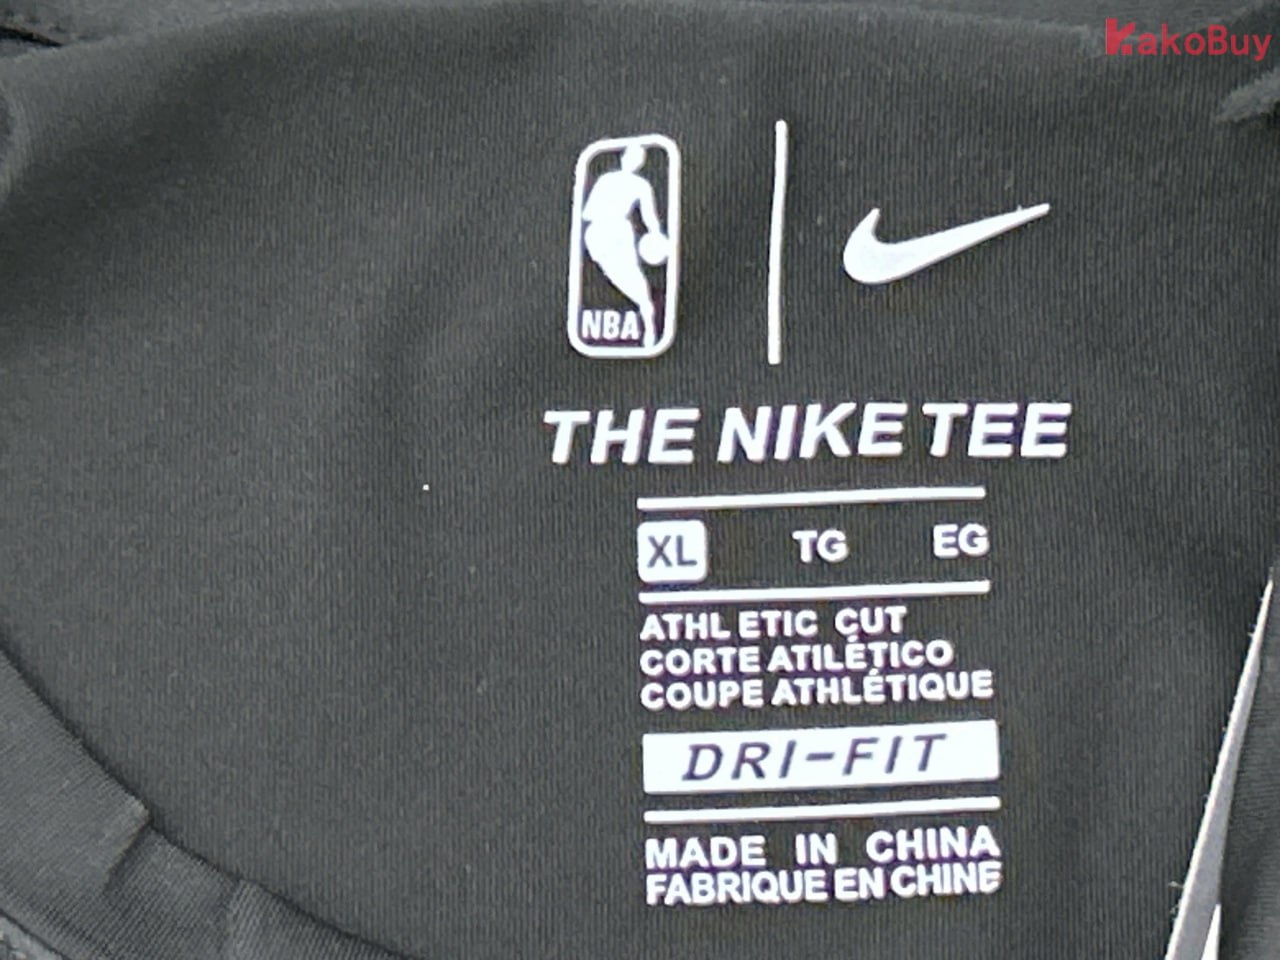 KakoBuy
NBA
THE NIKE TEE
XL TG EG
ATHL ETIC CUT
CORTE ATILÉTICO
COUPE ATHLÉTIQUE
DRI-FIT
MADE IN CHINA
FABRIQUE EN CHINE